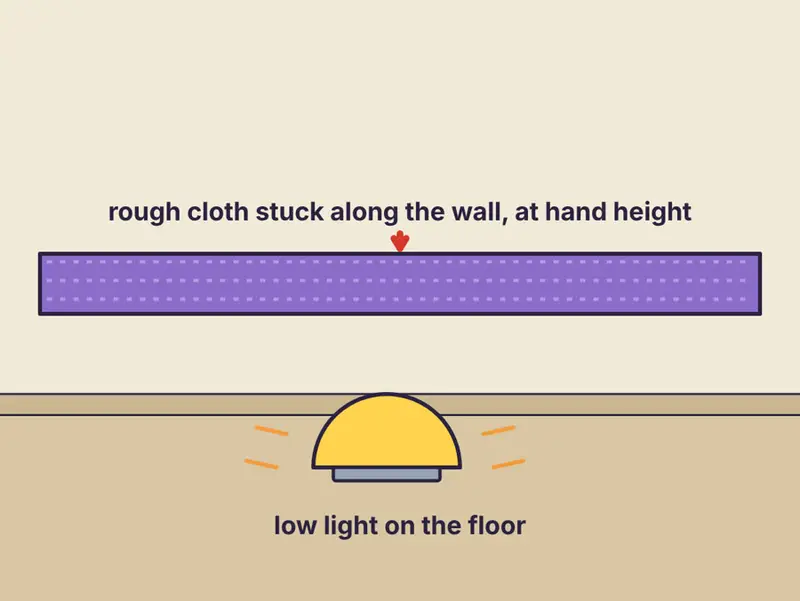 rough cloth stuck along the wall, at hand height
low light on the floor